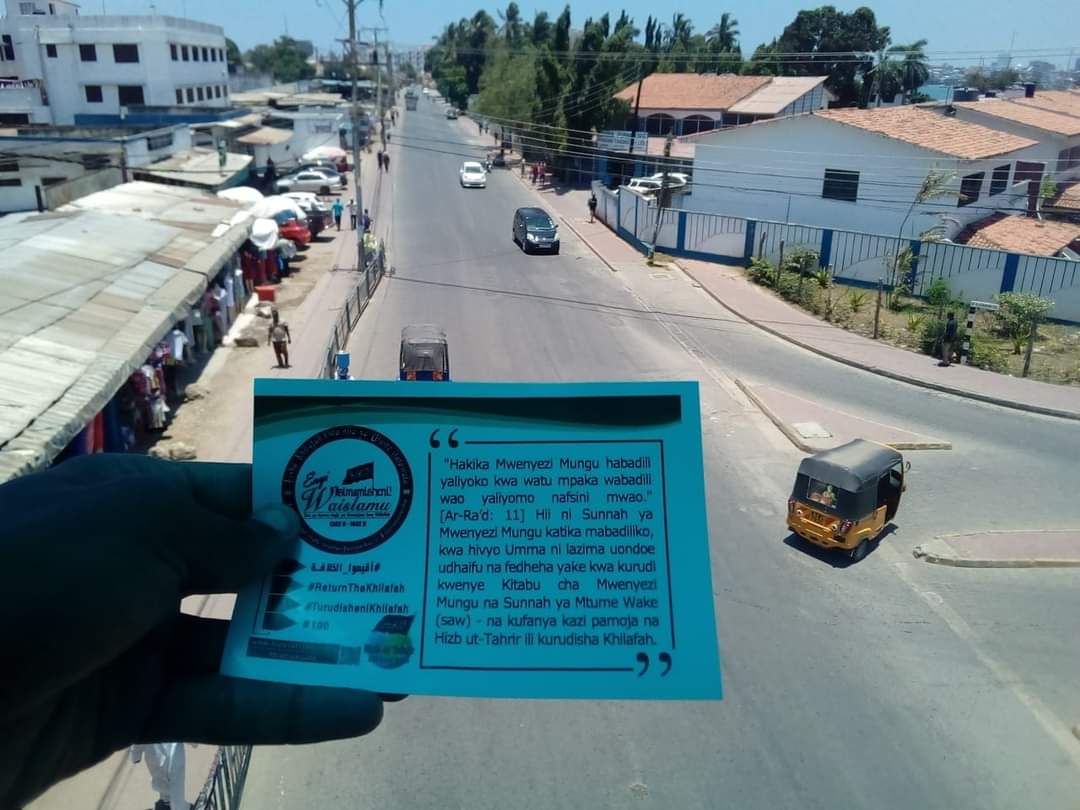 Enyi
Waislamu
#أقيموا_الخلافة
#ReturnTheKhilafah
#TurudisheniKhilafah
"Hakika Mwenyezi Mungu habadili
yaliyoko kwa watu mpaka wabadili
wao yaliyomo nafsini mwao."
[Ar-Ra'd: 11] Hii ni Sunnah ya
Mwenyezi Mungu katika mabadiliko,
kwa hivyo Umma ni lazima uondoe
udhaifu na fedheha yake kwa kurudi
kwenye Kitabu cha Mwenyezi
Mungu na Sunnah ya Mtume Wake
(saw) - na kufanya kazi pamoja na
Hizb ut-Tahrir ili kurudisha Khilafah.